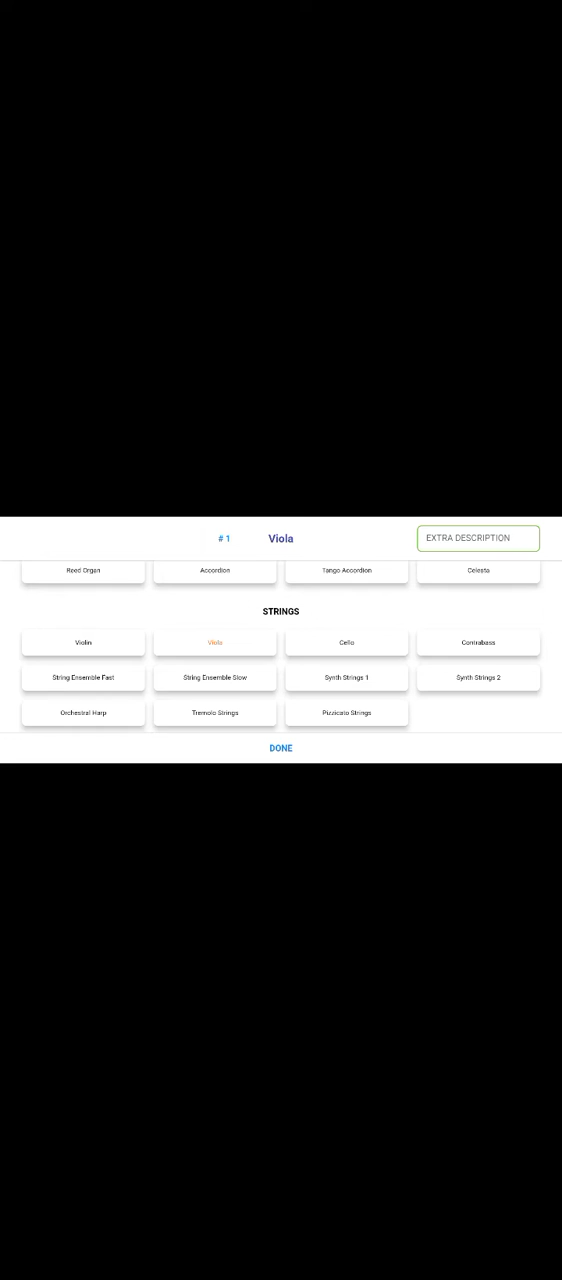 # 1 Viola EXTRA DESCRIPTION
Reed Organ Accordion Tango Accordion Celesta
STRINGS
Violin Viola Cello Contrabass
String Ensemble Fast String Ensemble Slow Synth Strings 1 Synth Strings 2
Orchestral Harp Tremolo Strings Pizzicato Strings
DONE